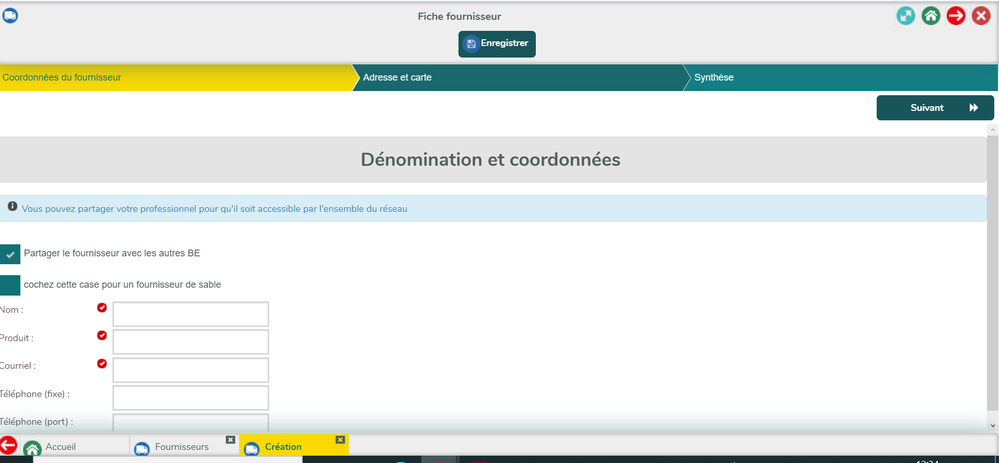 Fiche fournisseur
Enregistrer
Coordonnées du fournisseur
Adresse et carte
Synthèse
Suivant
Dénomination et coordonnées
Vous pouvez partager votre professionnel pour qu'il soit accessible par l'ensemble du réseau
Partager le fournisseur avec les autres BE
cochez cette case pour un fournisseur de sable
Nom :
Produit :
Courriel :
Téléphone (fixe) :
Téléphone (port) :
Accueil
Fournisseurs
Création